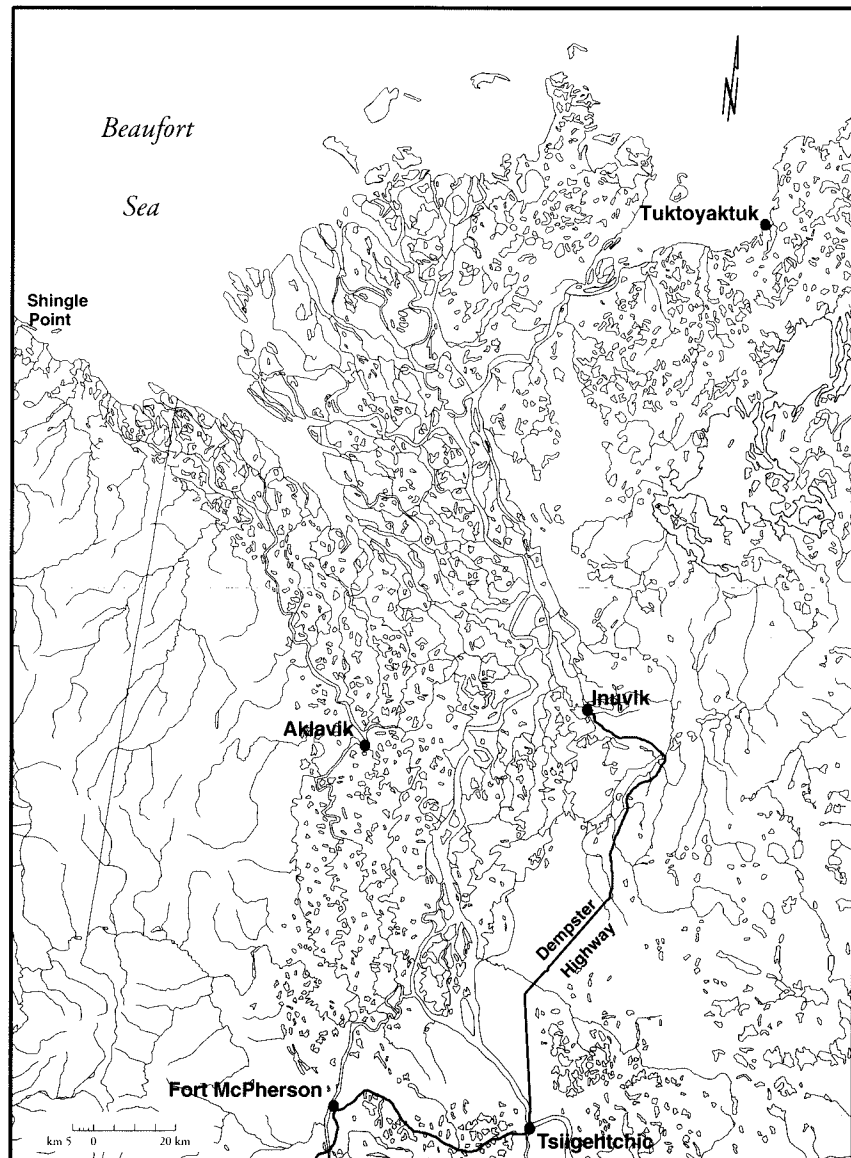 Beaufort
Sea
N
Tuktoyaktuk
Shingle
Point
Inuvik
Aklavik
Dempster
Highway
Fort McPherson
Tsiigehtchic
km 5 0 20 km